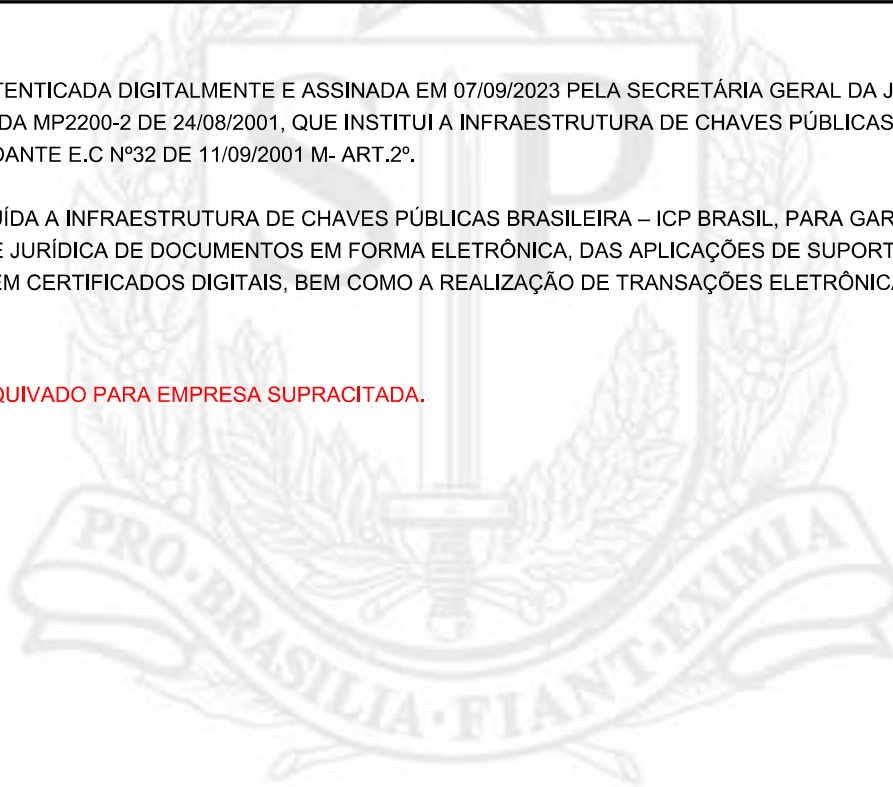 TENTICADA DIGITALMENTE E ASSINADA EM 07/09/2023 PELA SECRETÁRIA GERAL DA J
DA MP2200-2 DE 24/08/2001, QUE INSTITUI A INFRAESTRUTURA DE CHAVES PÚBLICAS
DANTE E.C Nº32 DE 11/09/2001 M- ART.2º.
UÍDA A INFRAESTRUTURA DE CHAVES PÚBLICAS BRASILEIRA – ICP BRASIL, PARA GAR
E JURÍDICA DE DOCUMENTOS EM FORMA ELETRÔNICA, DAS APLICAÇÕES DE SUPORT
EM CERTIFICADOS DIGITAIS, BEM COMO A REALIZAÇÃO DE TRANSAÇÕES ELETRÔNICA
QUIVADO PARA EMPRESA SUPRACITADA.
SP
PRO·BRASILIA·FIANT·EXIMIA